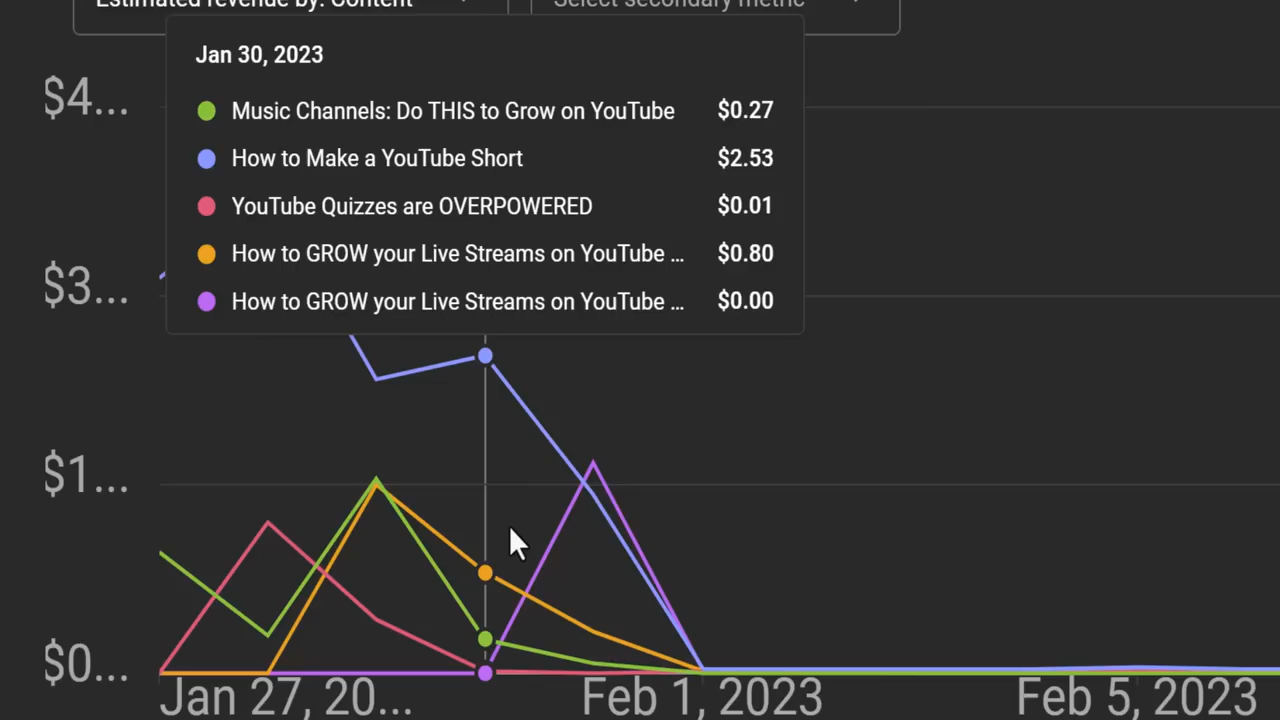 Estimated revenue by: Content
Select secondary metric
Jan 30, 2023
Music Channels: Do THIS to Grow on YouTube $0.27
How to Make a YouTube Short $2.53
YouTube Quizzes are OVERPOWERED $0.01
How to GROW your Live Streams on YouTube ... $0.80
How to GROW your Live Streams on YouTube ... $0.00
$4...
$3...
$1...
$0...
Jan 27, 20... Feb 1, 2023 Feb 5, 2023